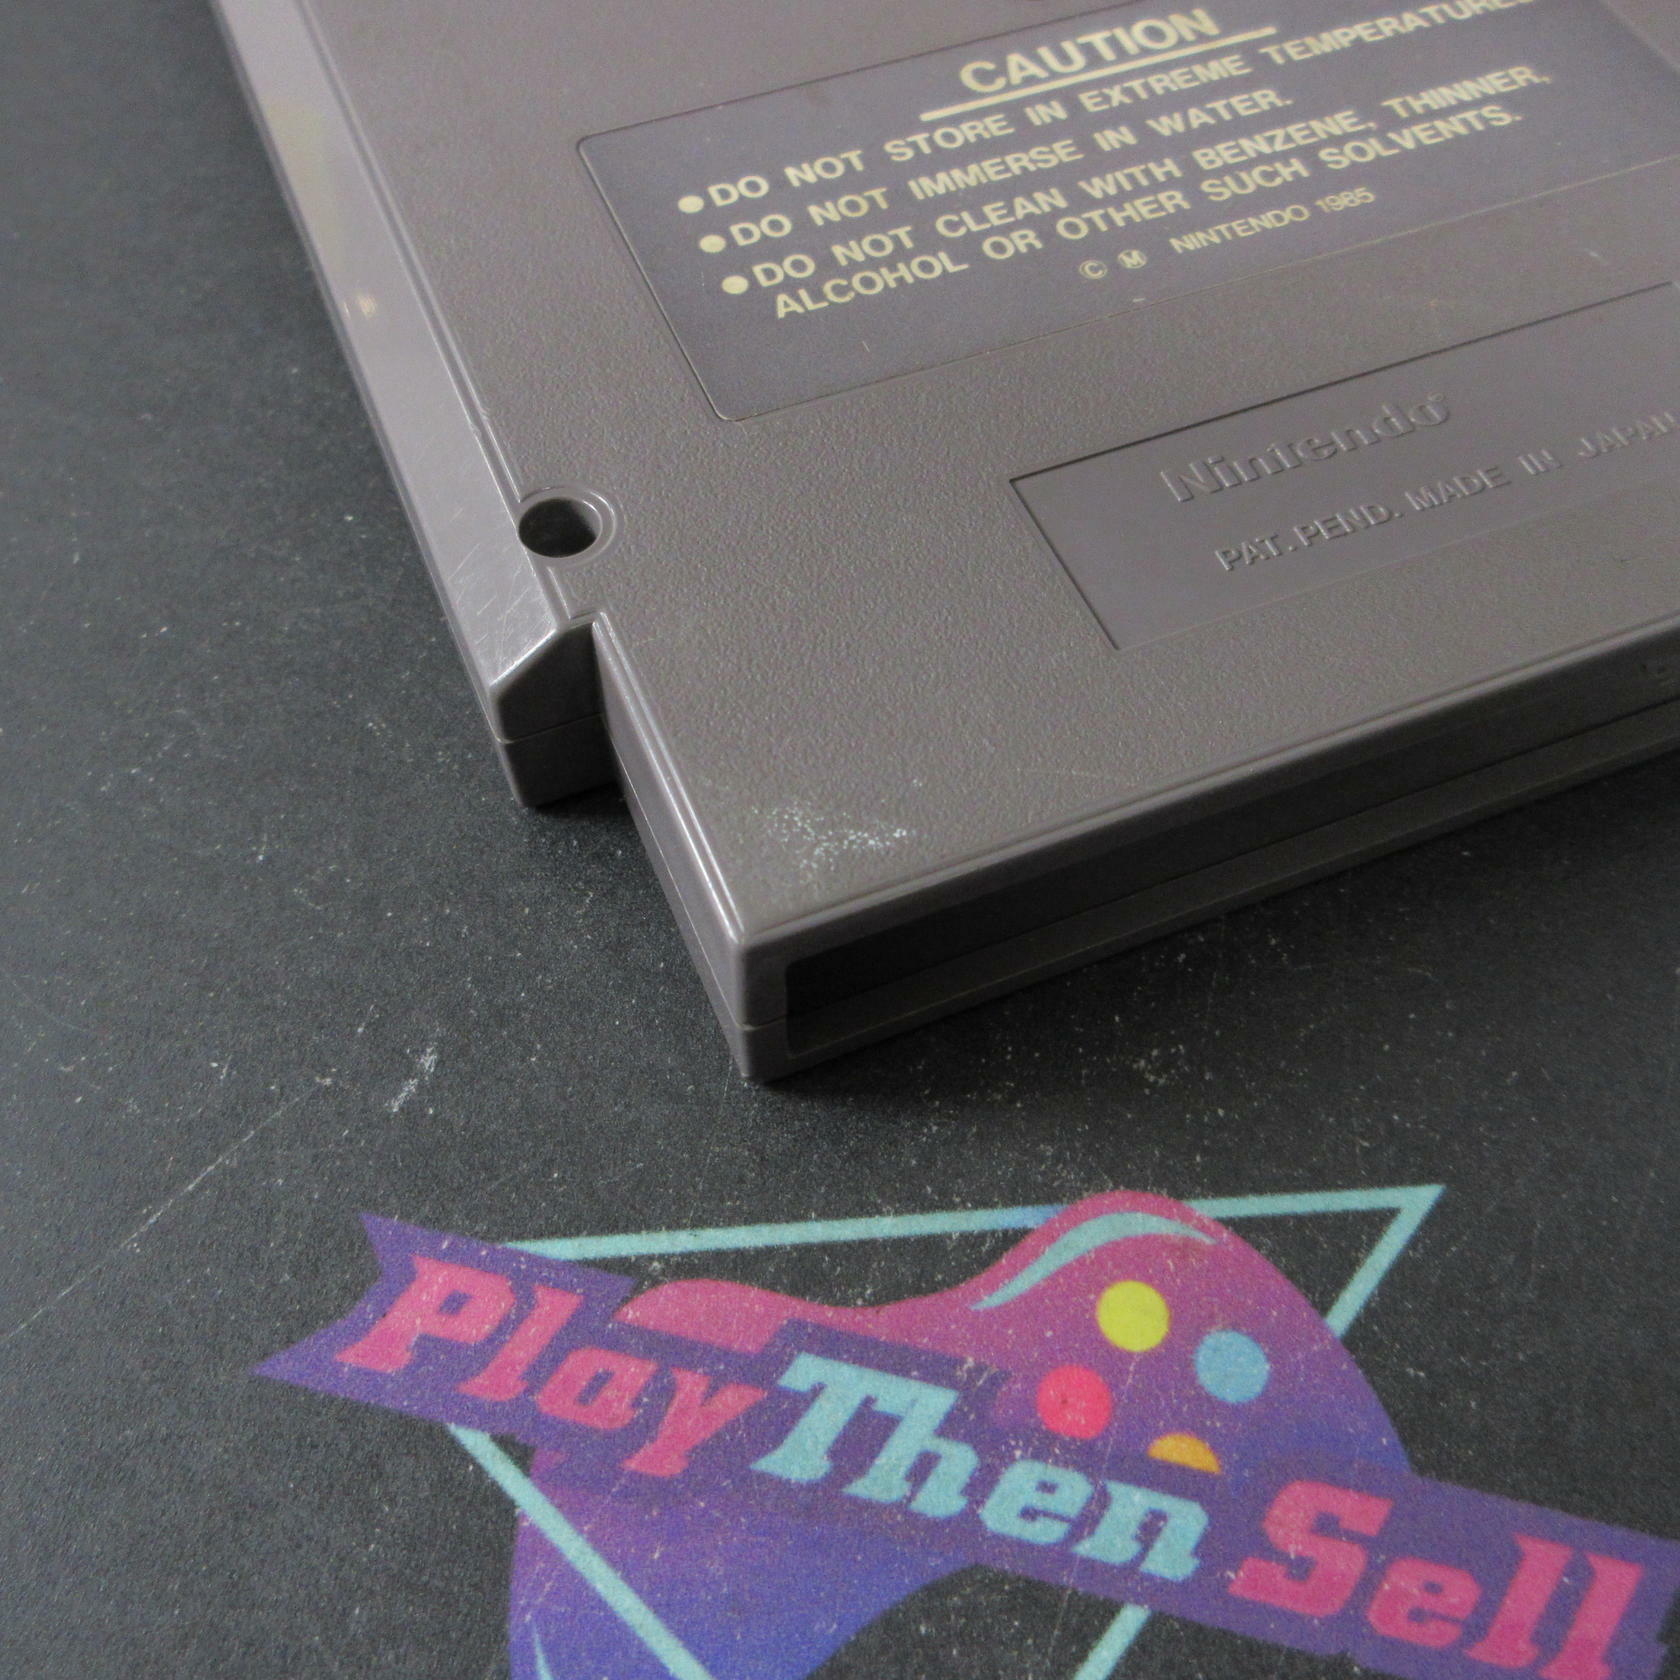 CAUTION
●DO NOT STORE IN EXTREME TEMPERATURES
●DO NOT IMMERSE IN WATER.
●DO NOT CLEAN WITH BENZENE, THINNER,
ALCOHOL OR OTHER SUCH SOLVENTS.
© Ⓜ NINTENDO 1985
Nintendo®
PAT. PEND. MADE IN JAPAN
Play Then Sell